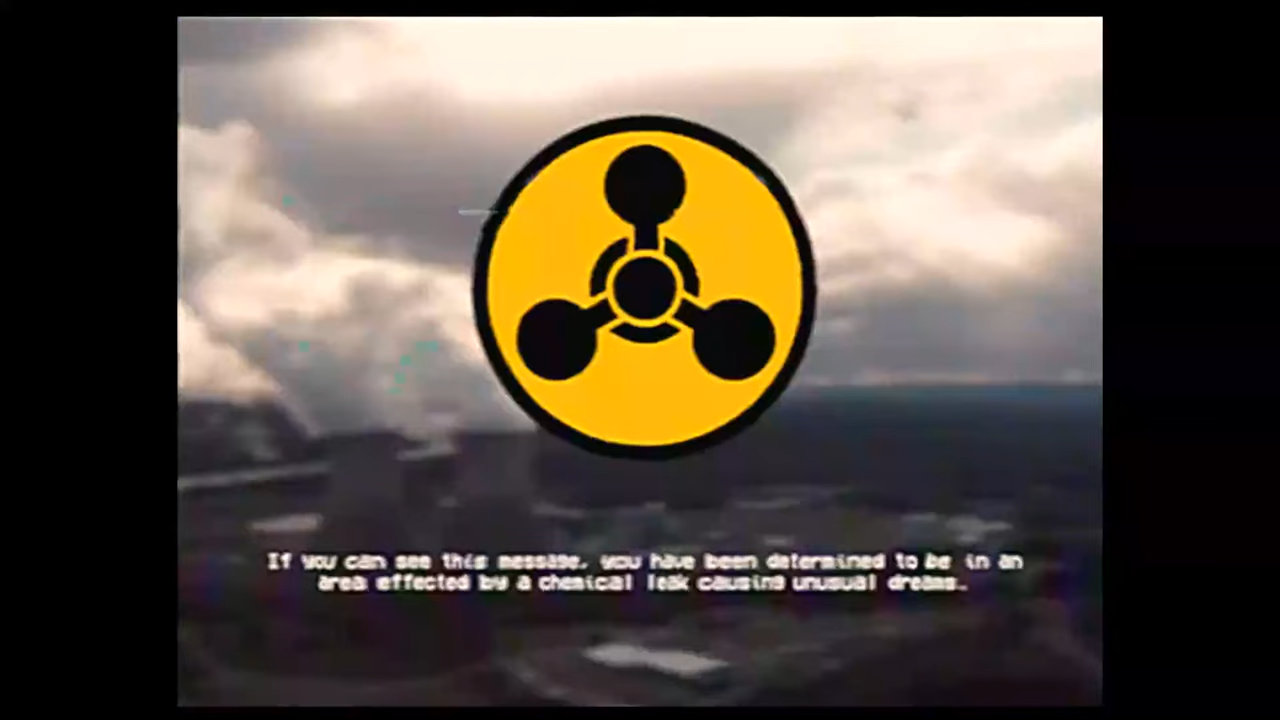 If you can see this message, you have been determined to be in an
area effected by a chemical leak causing unusual dreams.